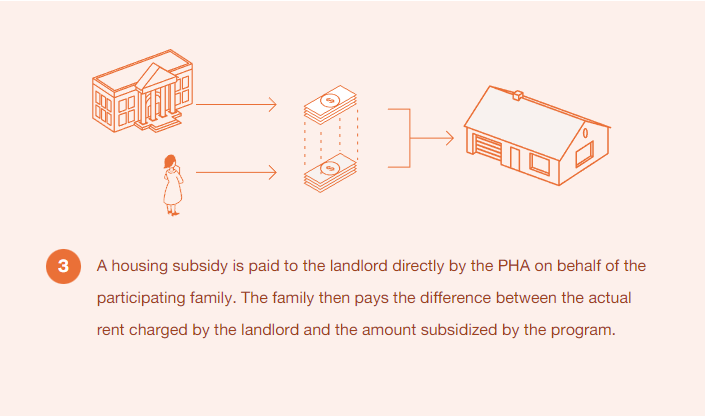 $
$
3
A housing subsidy is paid to the landlord directly by the PHA on behalf of the
participating family. The family then pays the difference between the actual
rent charged by the landlord and the amount subsidized by the program.